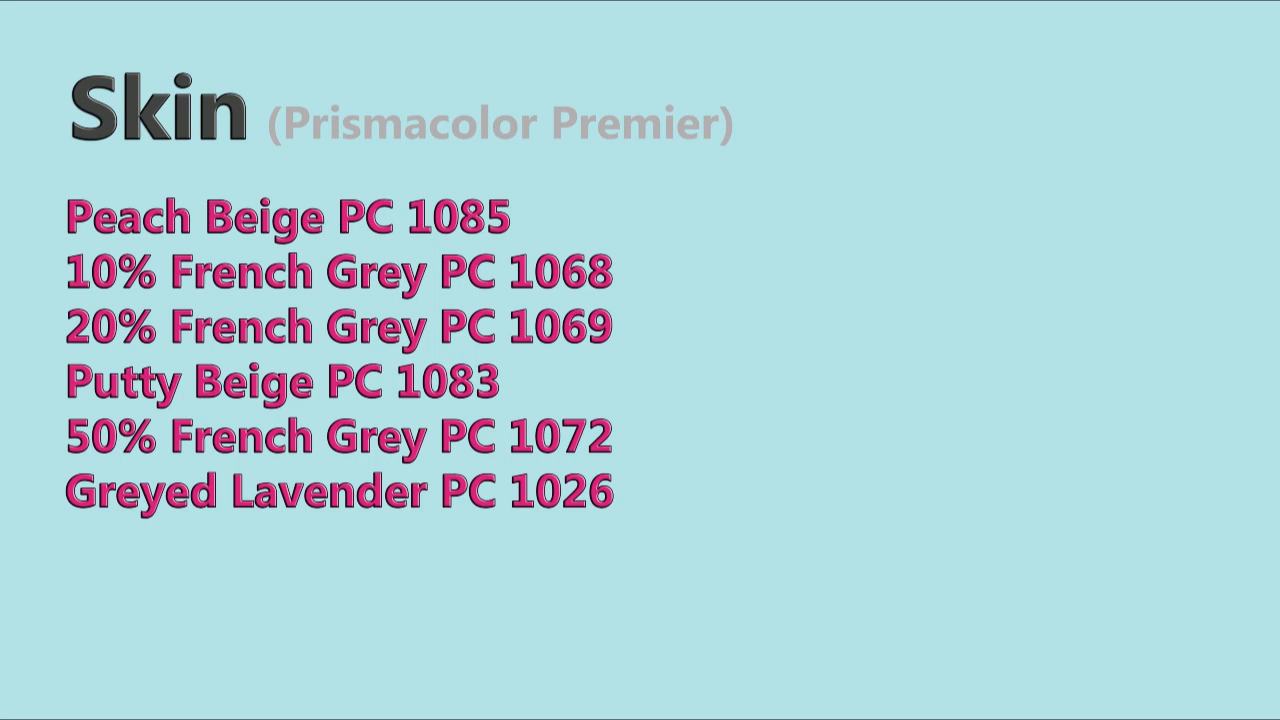 Skin (Prismacolor Premier)
Peach Beige PC 1085
10% French Grey PC 1068
20% French Grey PC 1069
Putty Beige PC 1083
50% French Grey PC 1072
Greyed Lavender PC 1026